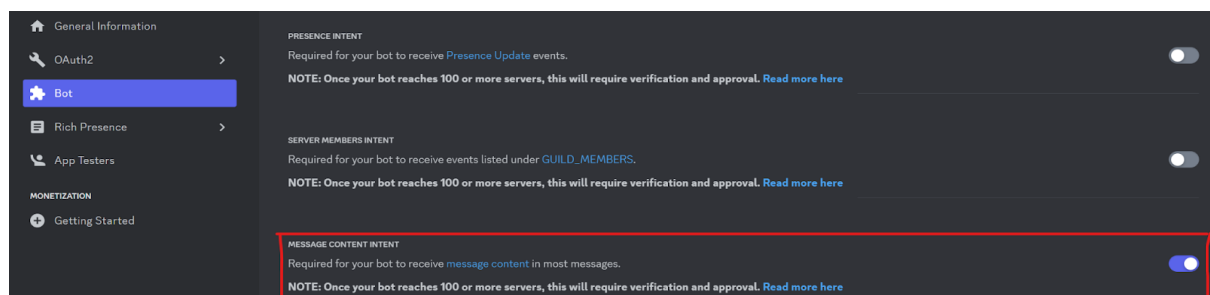 General Information
OAuth2
Bot
Rich Presence
App Testers
MONETIZATION
Getting Started
PRESENCE INTENT
Required for your bot to receive Presence Update events.
NOTE: Once your bot reaches 100 or more servers, this will require verification and approval. Read more here
SERVER MEMBERS INTENT
Required for your bot to receive events listed under GUILD_MEMBERS.
NOTE: Once your bot reaches 100 or more servers, this will require verification and approval. Read more here
MESSAGE CONTENT INTENT
Required for your bot to receive message content in most messages.
NOTE: Once your bot reaches 100 or more servers, this will require verification and approval. Read more here